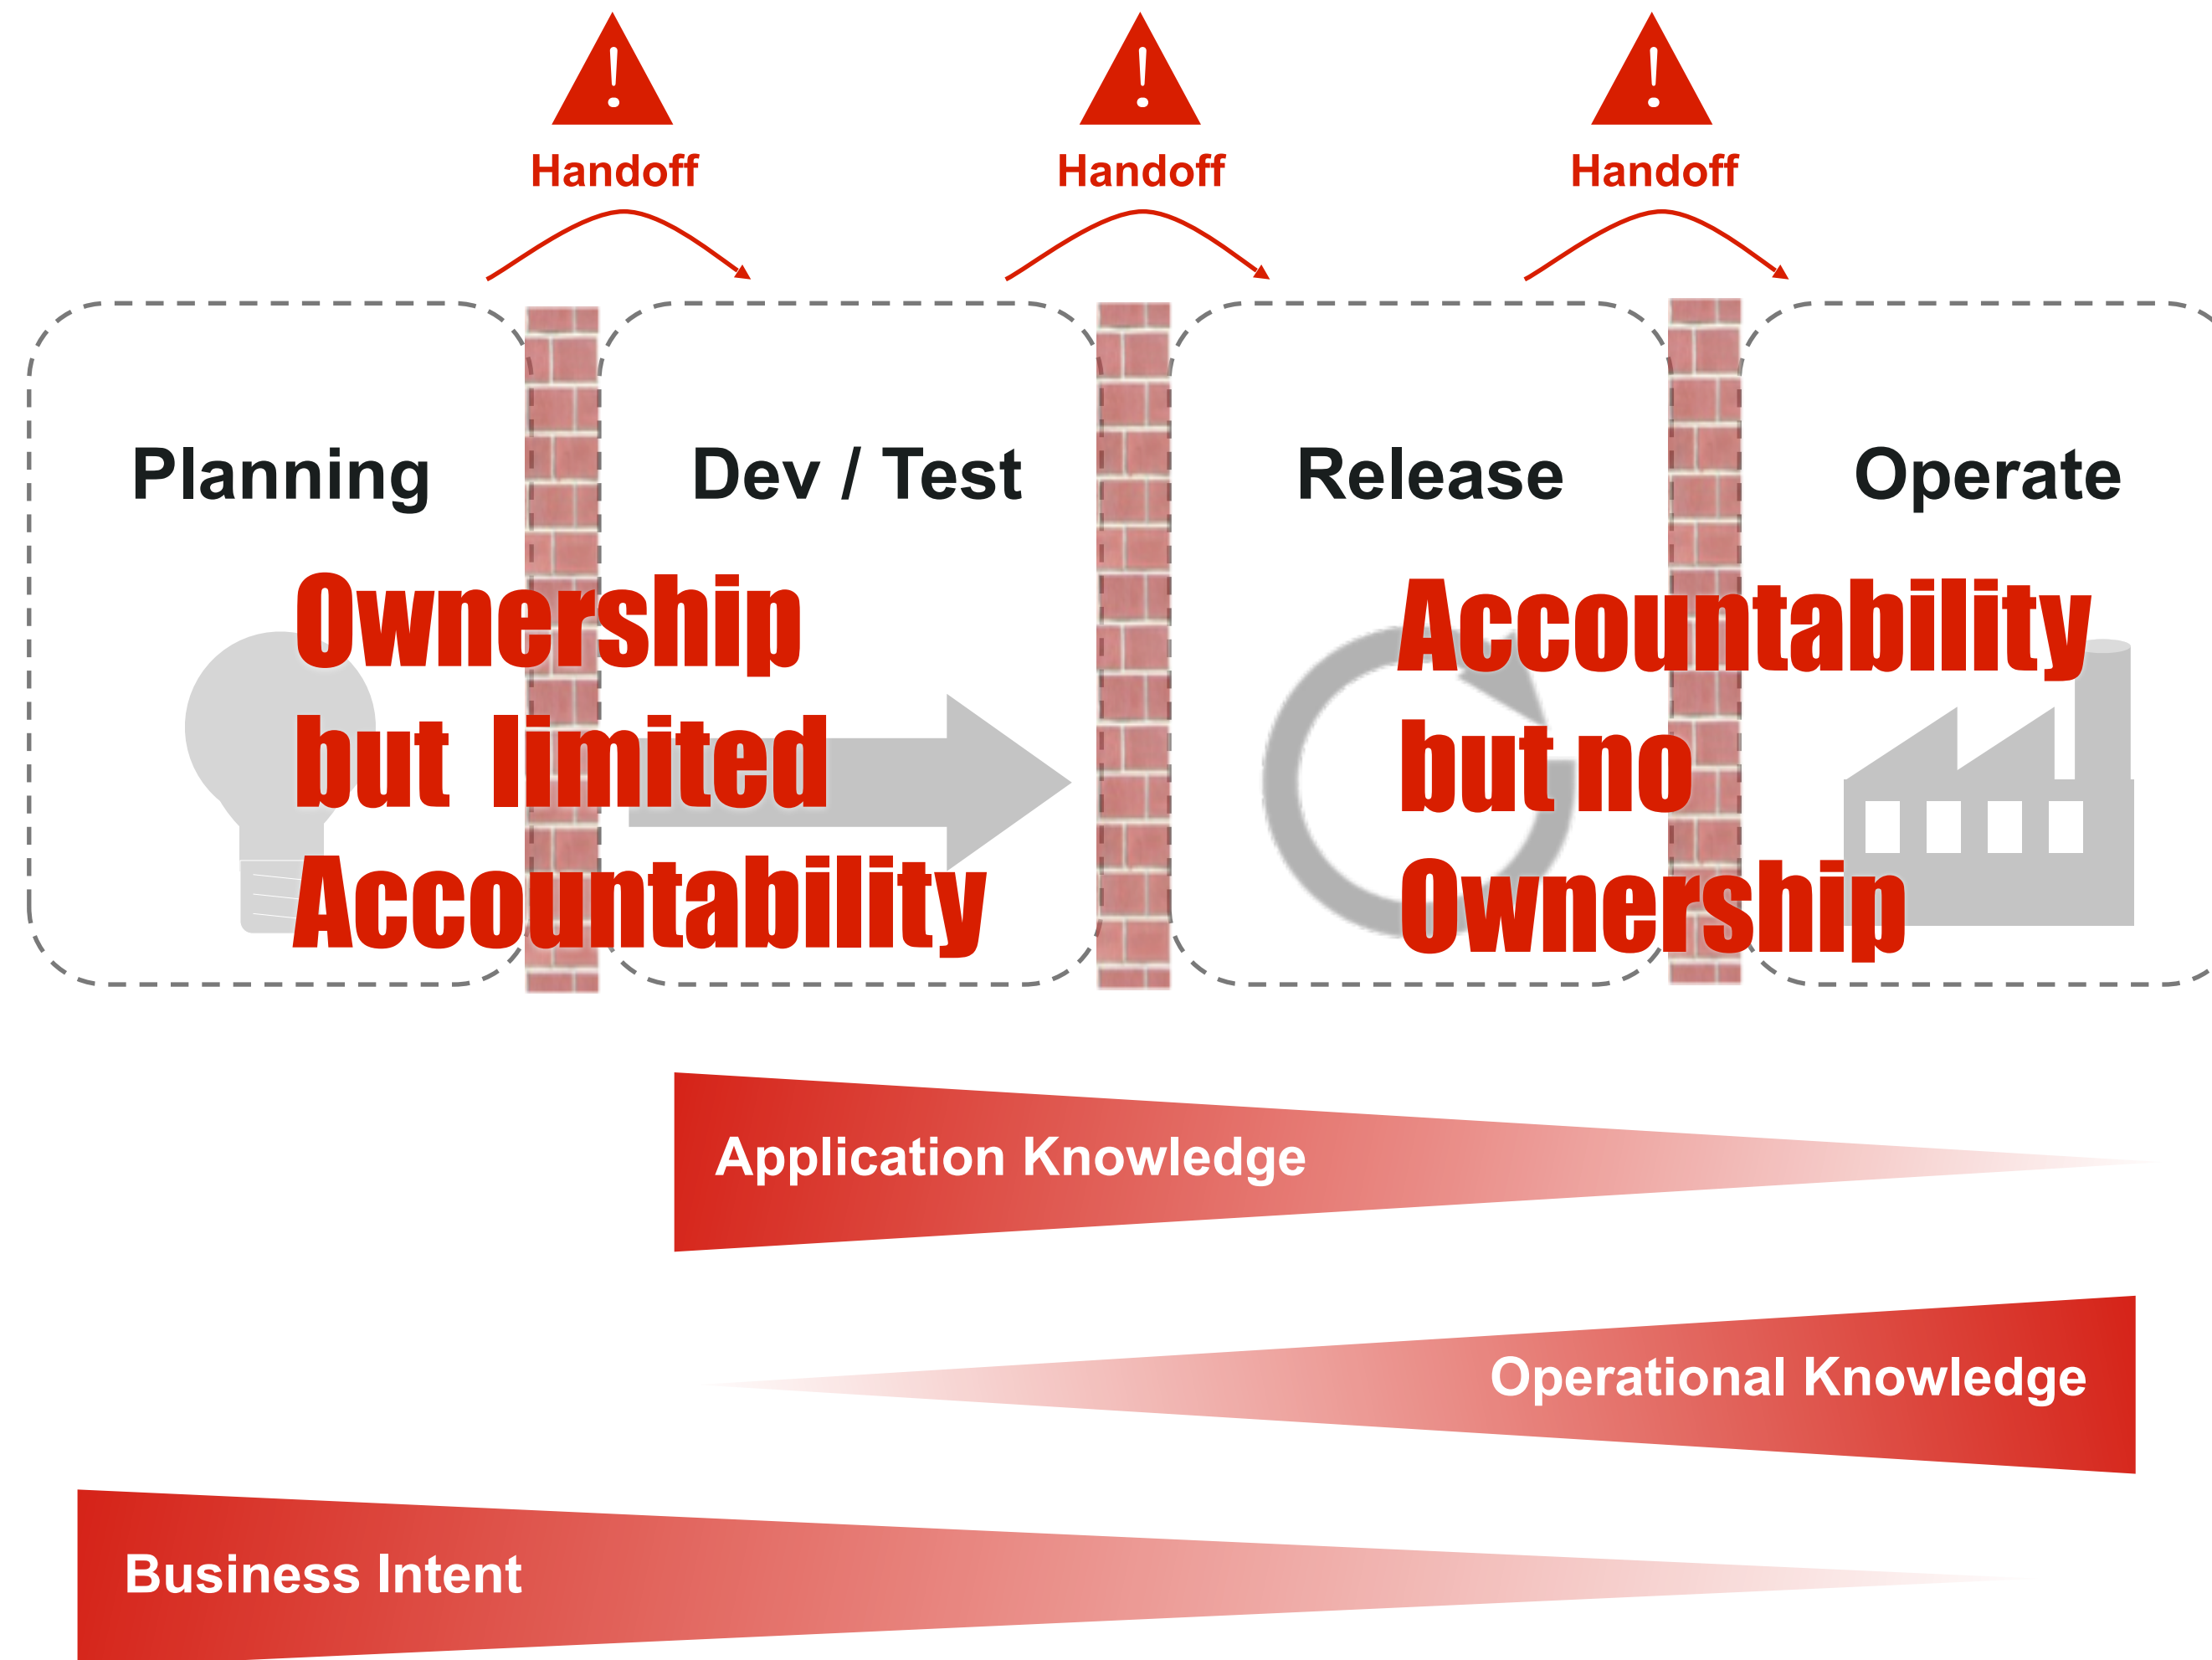 !
!
!
Handoff
Handoff
Handoff
Planning
Dev / Test
Release
Operate
Ownership
but limited
Accountability
Accountability
but no
Ownership
Application Knowledge
Operational Knowledge
Business Intent